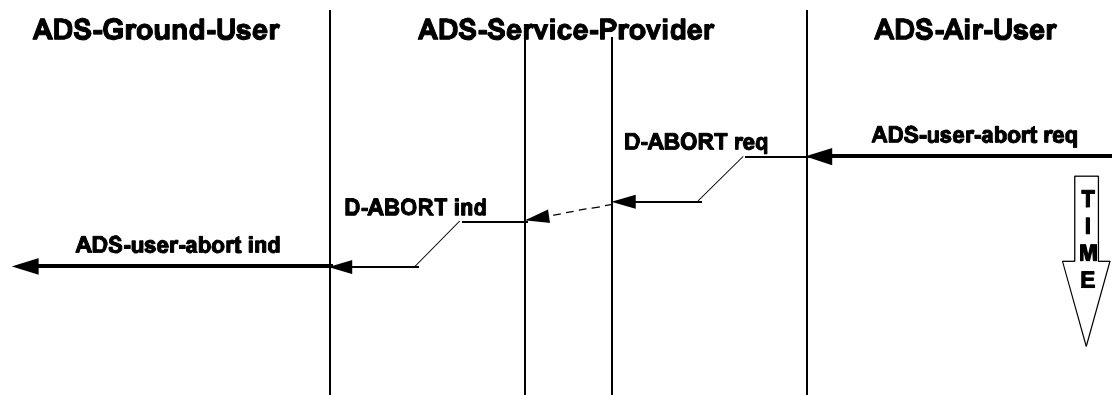 ADS-Ground-User
ADS-Service-Provider
ADS-Air-User
ADS-user-abort req
D-ABORT req
D-ABORT ind
ADS-user-abort ind
TIME